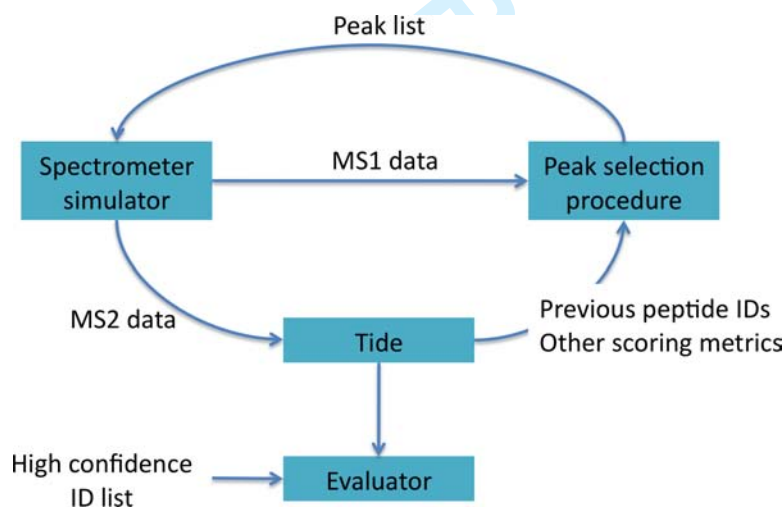 Peak list
Spectrometer
simulator
MS1 data
Peak selection
procedure
MS2 data
Tide
Previous peptide IDs
Other scoring metrics
High confidence
ID list
Evaluator